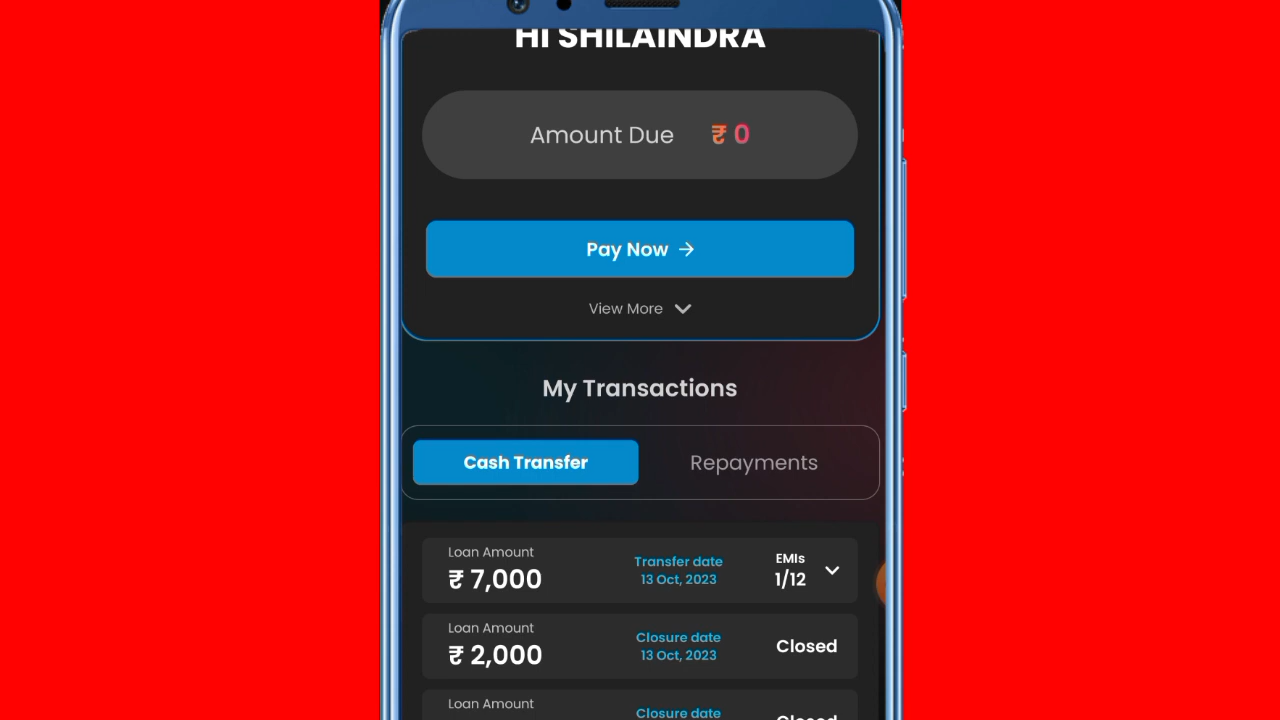 HI SHILAINDRA
Amount Due ₹ 0
Pay Now →
View More
My Transactions
Cash Transfer Repayments
Loan Amount
₹ 7,000
Transfer date
13 Oct, 2023
EMIs
1/12
Loan Amount
₹ 2,000
Closure date
13 Oct, 2023
Closed
Loan Amount
Closure date
Closed